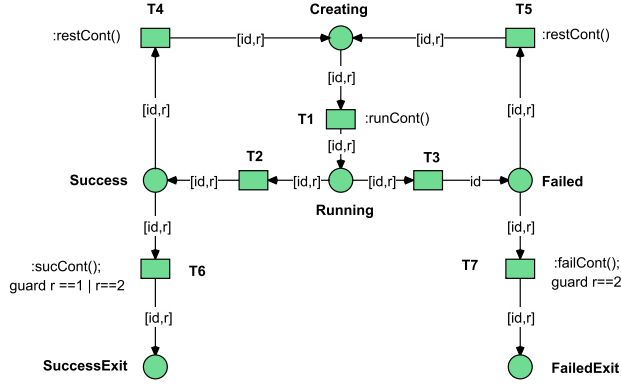 T4
Creating
T5
:restCont()
[id,r]
[id,r]
:restCont()
[id,r]
[id,r]
[id,r]
T1
:runCont()
[id,r]
T2
T3
Success
[id,r]
[id,r]
[id,r]
id
Failed
Running
[id,r]
[id,r]
:sucCont();
guard r ==1 | r==2
T6
T7
:failCont();
guard r==2
[id,r]
[id,r]
SuccessExit
FailedExit